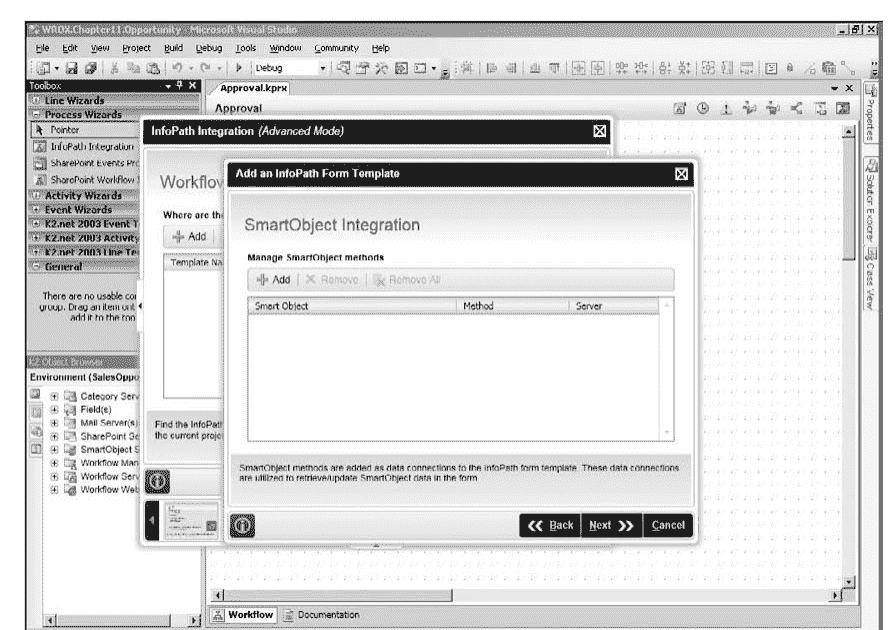 WROX.Chapter11.Opportunity - Microsoft Visual Studio
File Edit View Project Build Debug Tools Window Community Help
Debug
Toolbox
Line Wizards
Process Wizards
Pointer
InfoPath Integration
SharePoint Events Pro
SharePoint Workflow I
Activity Wizards
Event Wizards
K2.net 2003 Event T
K2.net 2003 Activity
K2.net 2003 Line Te
General
There are no usable con
group. Drag an item ont
add it to the too
K2 Object Browser
Environment (SalesOppo
Category Serv
Field(s)
Mail Server(s)
SharePoint Se
SmartObject S
Workflow Man
Workflow Serv
Workflow Web
Approval.kprx
Approval
InfoPath Integration (Advanced Mode)
Workflow
Where are th
Add
Template Na
Find the InfoPath
the current proje
Add an InfoPath Form Template
SmartObject Integration
Manage SmartObject methods
Add Remove Remove All
Smart Object Method Server
SmartObject methods are added as data connections to the InfoPath form template. These data connections
are utilized to retrieve/update SmartObject data in the form
Back Next Cancel
Workflow Documentation
Properties
Solution Explorer
Class View